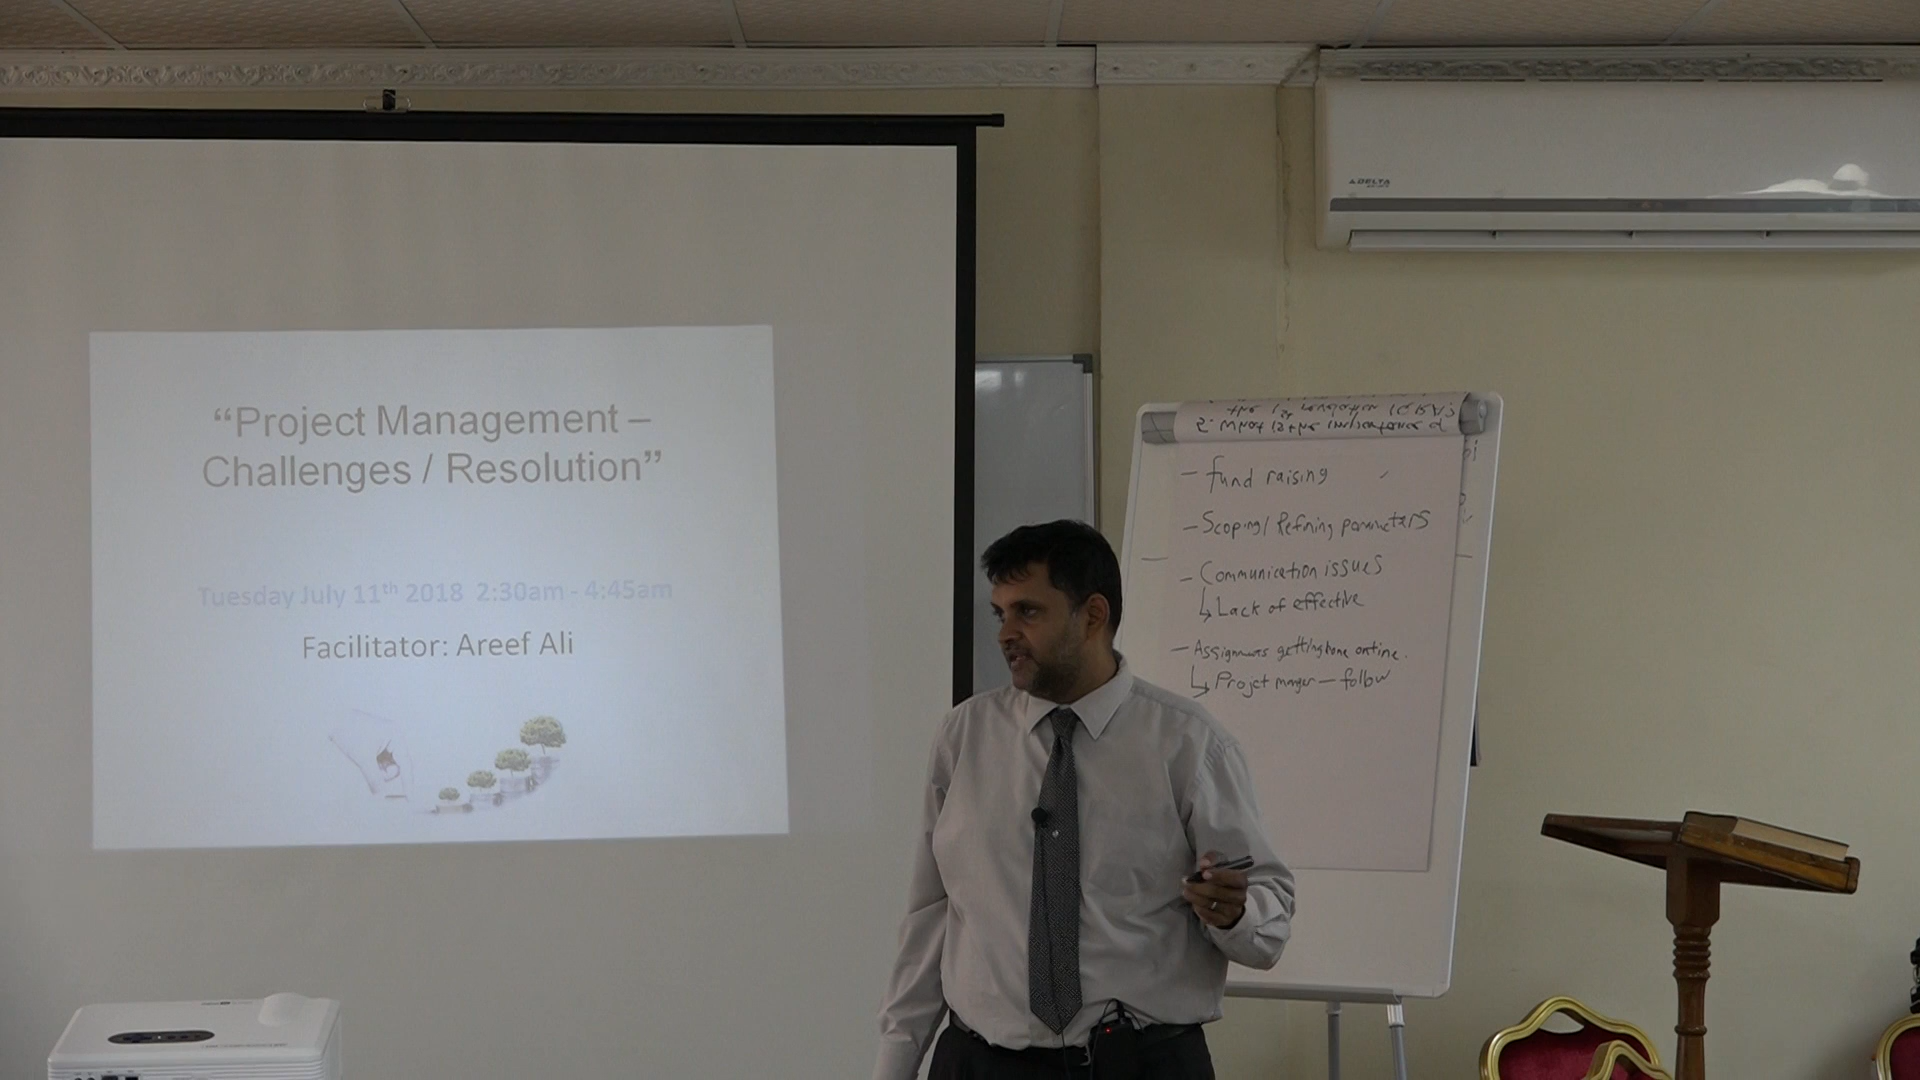 “Project Management –
Challenges / Resolution”
Tuesday July 11th 2018 2:30am - 4:45am
Facilitator: Areef Ali
DELTA
– fund raising
– Scoping/ Refining parameters
– Communication issues
↳ Lack of effective
– Assignments getting done ontime.
↳ Project manger – follow